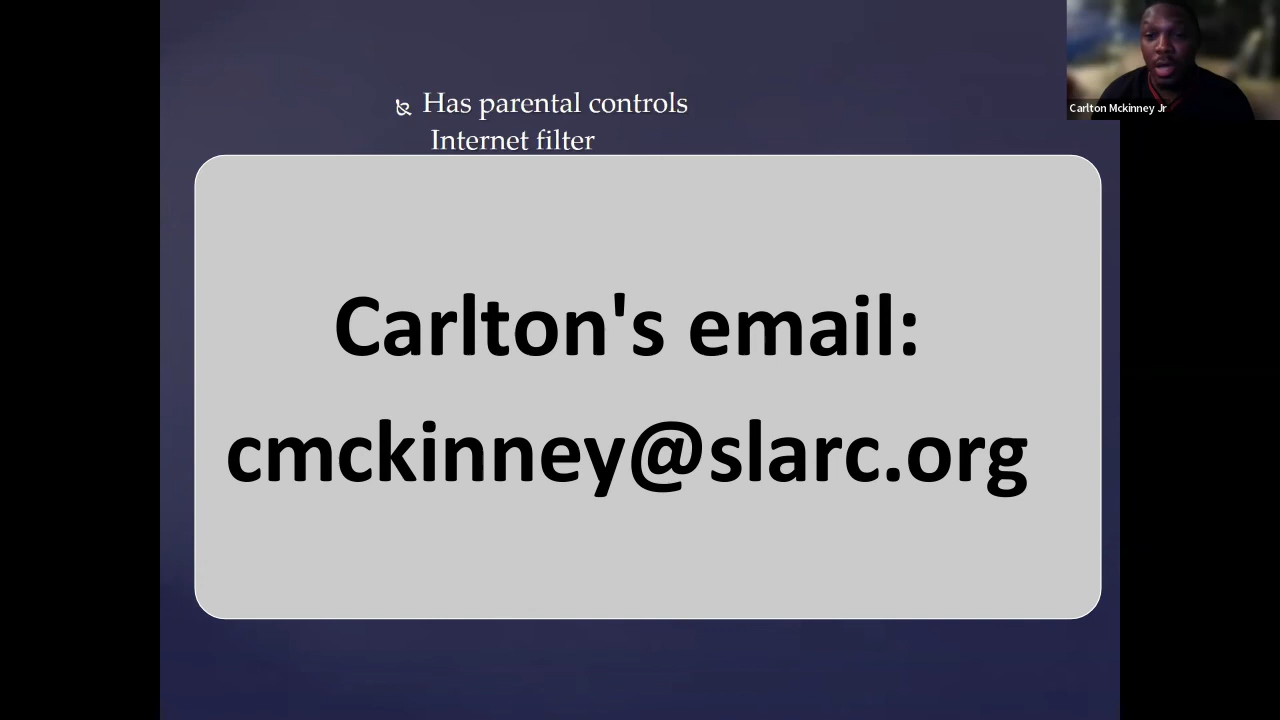 Has parental controls
Internet filter
Carlton Mckinney Jr
Carlton's email:
cmckinney@slarc.org